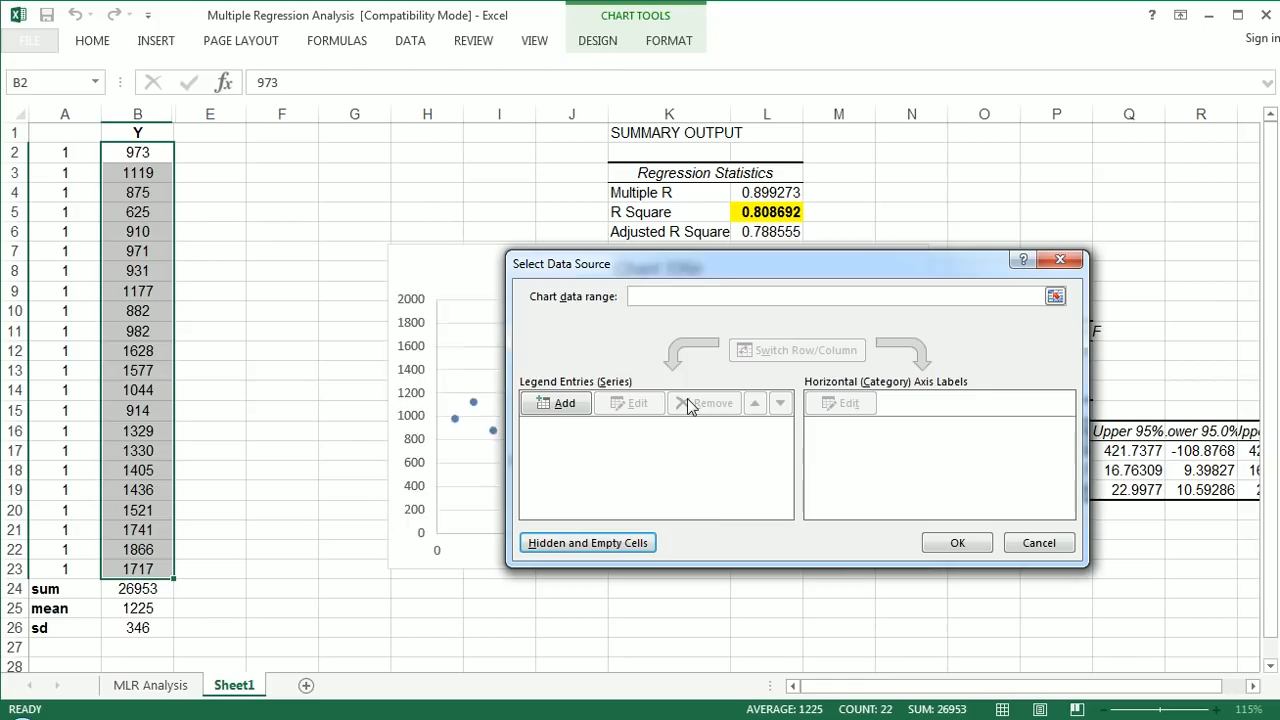 Multiple Regression Analysis [Compatibility Mode] - Excel
CHART TOOLS
?
FILE
HOME
INSERT
PAGE LAYOUT
FORMULAS
DATA
REVIEW
VIEW
DESIGN
FORMAT
Sign in
B2
fx
973
A B E F G H I J K L M N O P Q R
1 Y SUMMARY OUTPUT
2 1 973
3 1 1119 Regression Statistics
4 1 875 Multiple R 0.899273
5 1 625 R Square 0.808692
6 1 910 Adjusted R Square 0.788555
7 1 971
8 1 931
9 1 1177
10 1 882
11 1 982 F
12 1 1628
13 1 1577
14 1 1044
15 1 914
16 1 1329 Upper 95%
17 1 1330 421.7377 -108.8768
18 1 1405 16.76309 9.39827
19 1 1436 22.9977 10.59286
20 1 1521
21 1 1741
22 1 1866
23 1 1717
24 sum 26953
25 mean 1225
26 sd 346
27
28
2000
1800
1600
1400
1200
1000
800
600
400
200
0
0
Select Data Source
?
Chart data range:
Switch Row/Column
Legend Entries (Series)
Horizontal (Category) Axis Labels
Add
Edit
Remove
Edit
Hidden and Empty Cells
OK
Cancel
MLR Analysis
Sheet1
READY
AVERAGE: 1225
COUNT: 22
SUM: 26953
115%